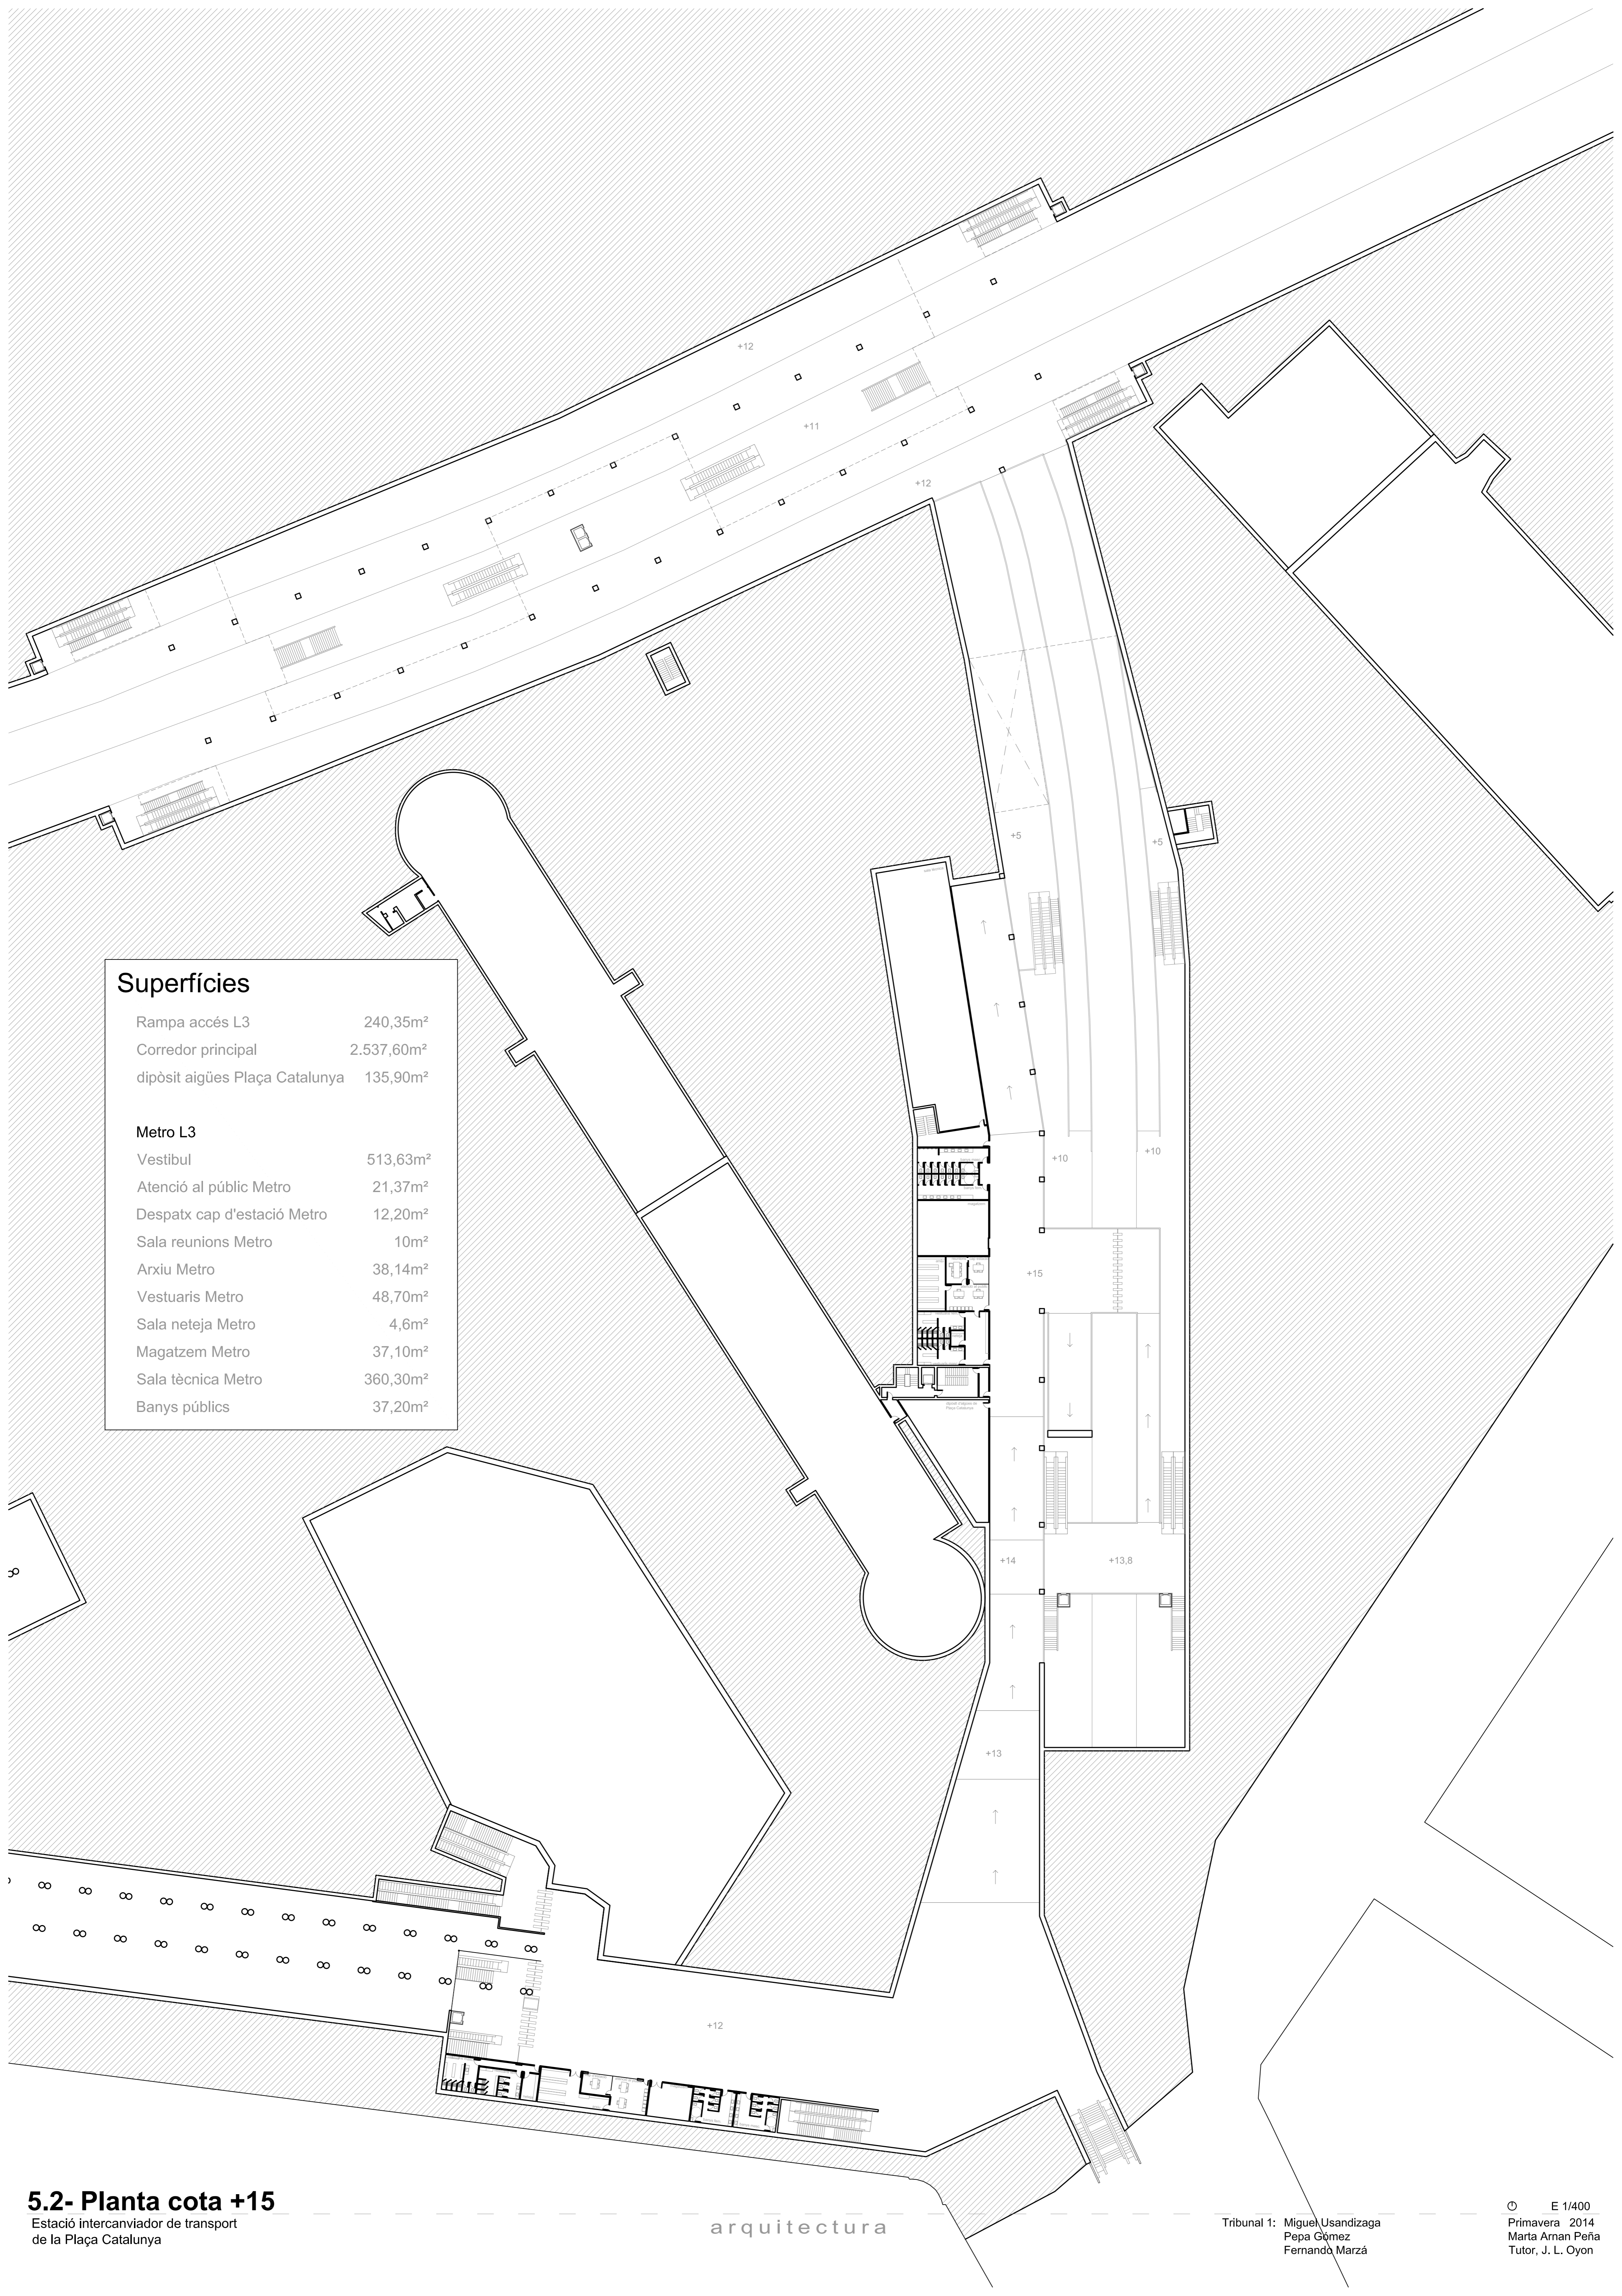 +12
+11
+12
+5
+5
Superfícies
Rampa accés L3 240,35m²
Corredor principal 2.537,60m²
dipòsit aigües Plaça Catalunya 135,90m²
Metro L3
Vestíbul 513,63m²
Atenció al públic Metro 21,37m²
Despatx cap d'estació Metro 12,20m²
Sala reunions Metro 10m²
Arxiu Metro 38,14m²
Vestuaris Metro 48,70m²
Sala neteja Metro 4,6m²
Magatzem Metro 37,10m²
Sala tècnica Metro 360,30m²
Banys públics 37,20m²
+10
+10
+15
+14
+13,8
+13
+12
5.2- Planta cota +15
Estació intercanviador de transport
de la Plaça Catalunya
arquitectura
Tribunal 1: Miguel Usandizaga
Pepa Gómez
Fernando Marzá
E 1/400
Primavera 2014
Marta Arnan Peña
Tutor, J. L. Oyon